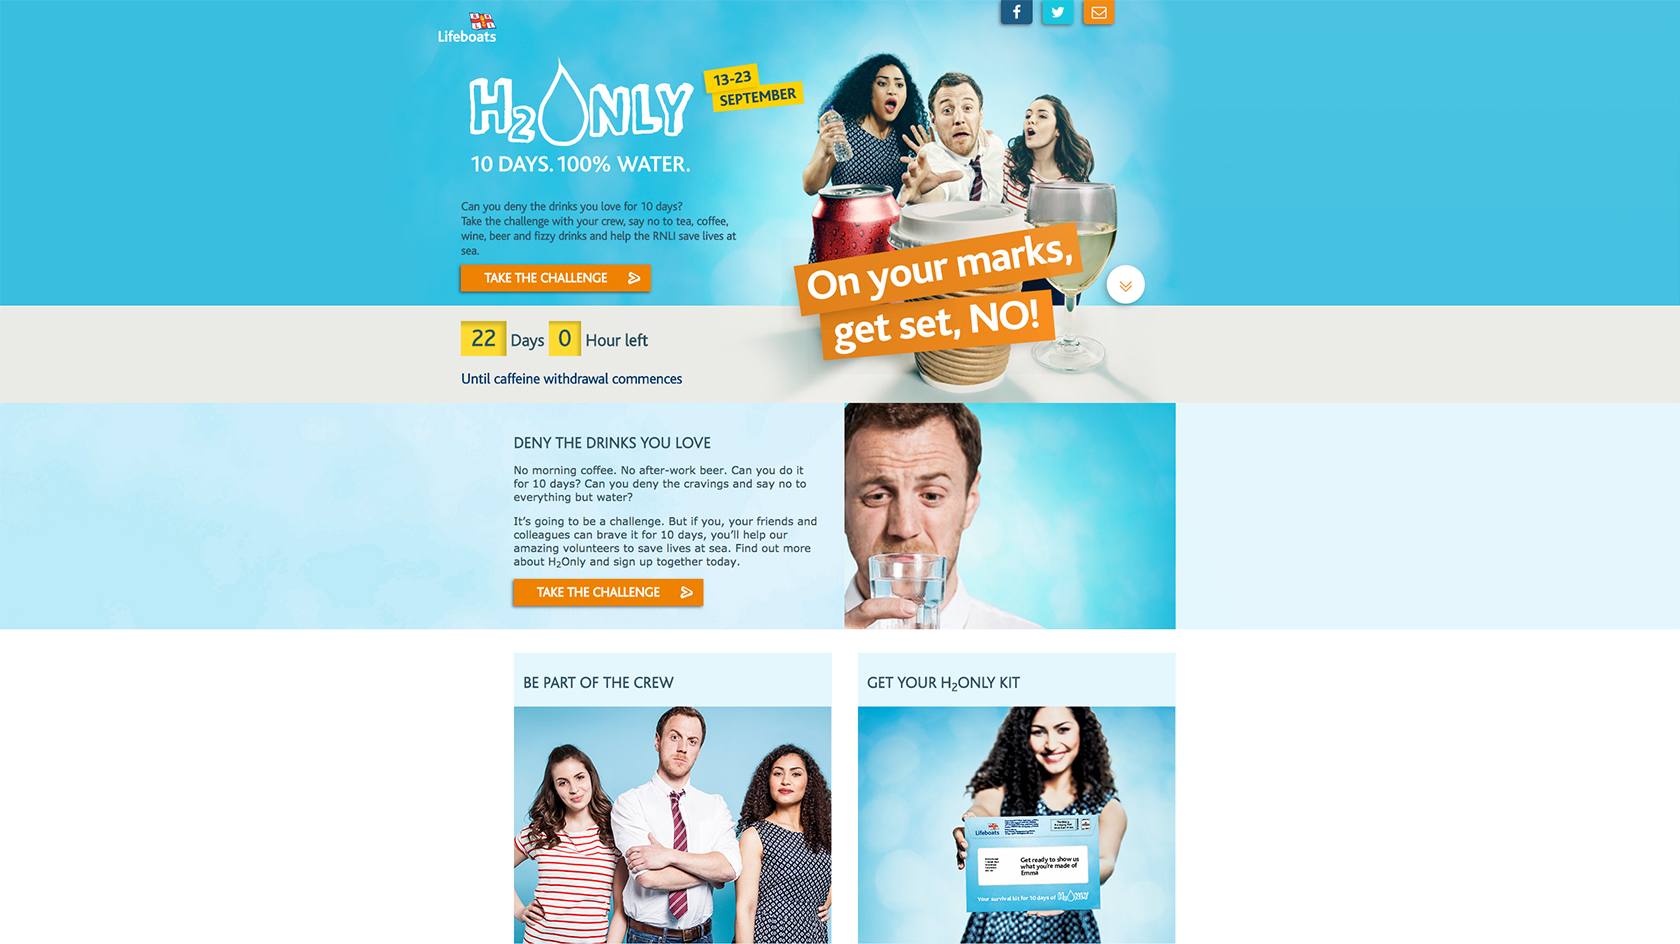 Lifeboats
H2ONLY
13-23
SEPTEMBER
10 DAYS. 100% WATER.
Can you deny the drinks you love for 10 days?
Take the challenge with your crew, say no to tea, coffee,
wine, beer and fizzy drinks and help the RNLI save lives at
sea.
TAKE THE CHALLENGE
On your marks,
get set, NO!
22 Days 0 Hour left
Until caffeine withdrawal commences
DENY THE DRINKS YOU LOVE
No morning coffee. No after-work beer. Can you do it
for 10 days? Can you deny the cravings and say no to
everything but water?
It's going to be a challenge. But if you, your friends and
colleagues can brave it for 10 days, you'll help our
amazing volunteers to save lives at sea. Find out more
about H₂Only and sign up together today.
TAKE THE CHALLENGE
BE PART OF THE CREW
GET YOUR H₂ONLY KIT
Lifeboats
Get ready to show us
what you're made of
Emma
Your survival kit for 10 days of H2ONLY